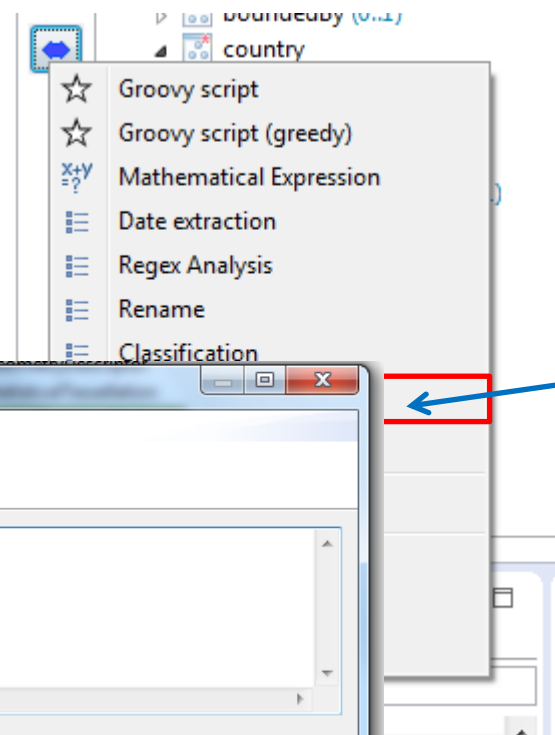 boundedBy (0..1)
country
Groovy script
Groovy script (greedy)
x+y
=?
Mathematical Expression
.)
Date extraction
Regex Analysis
Rename
Classification